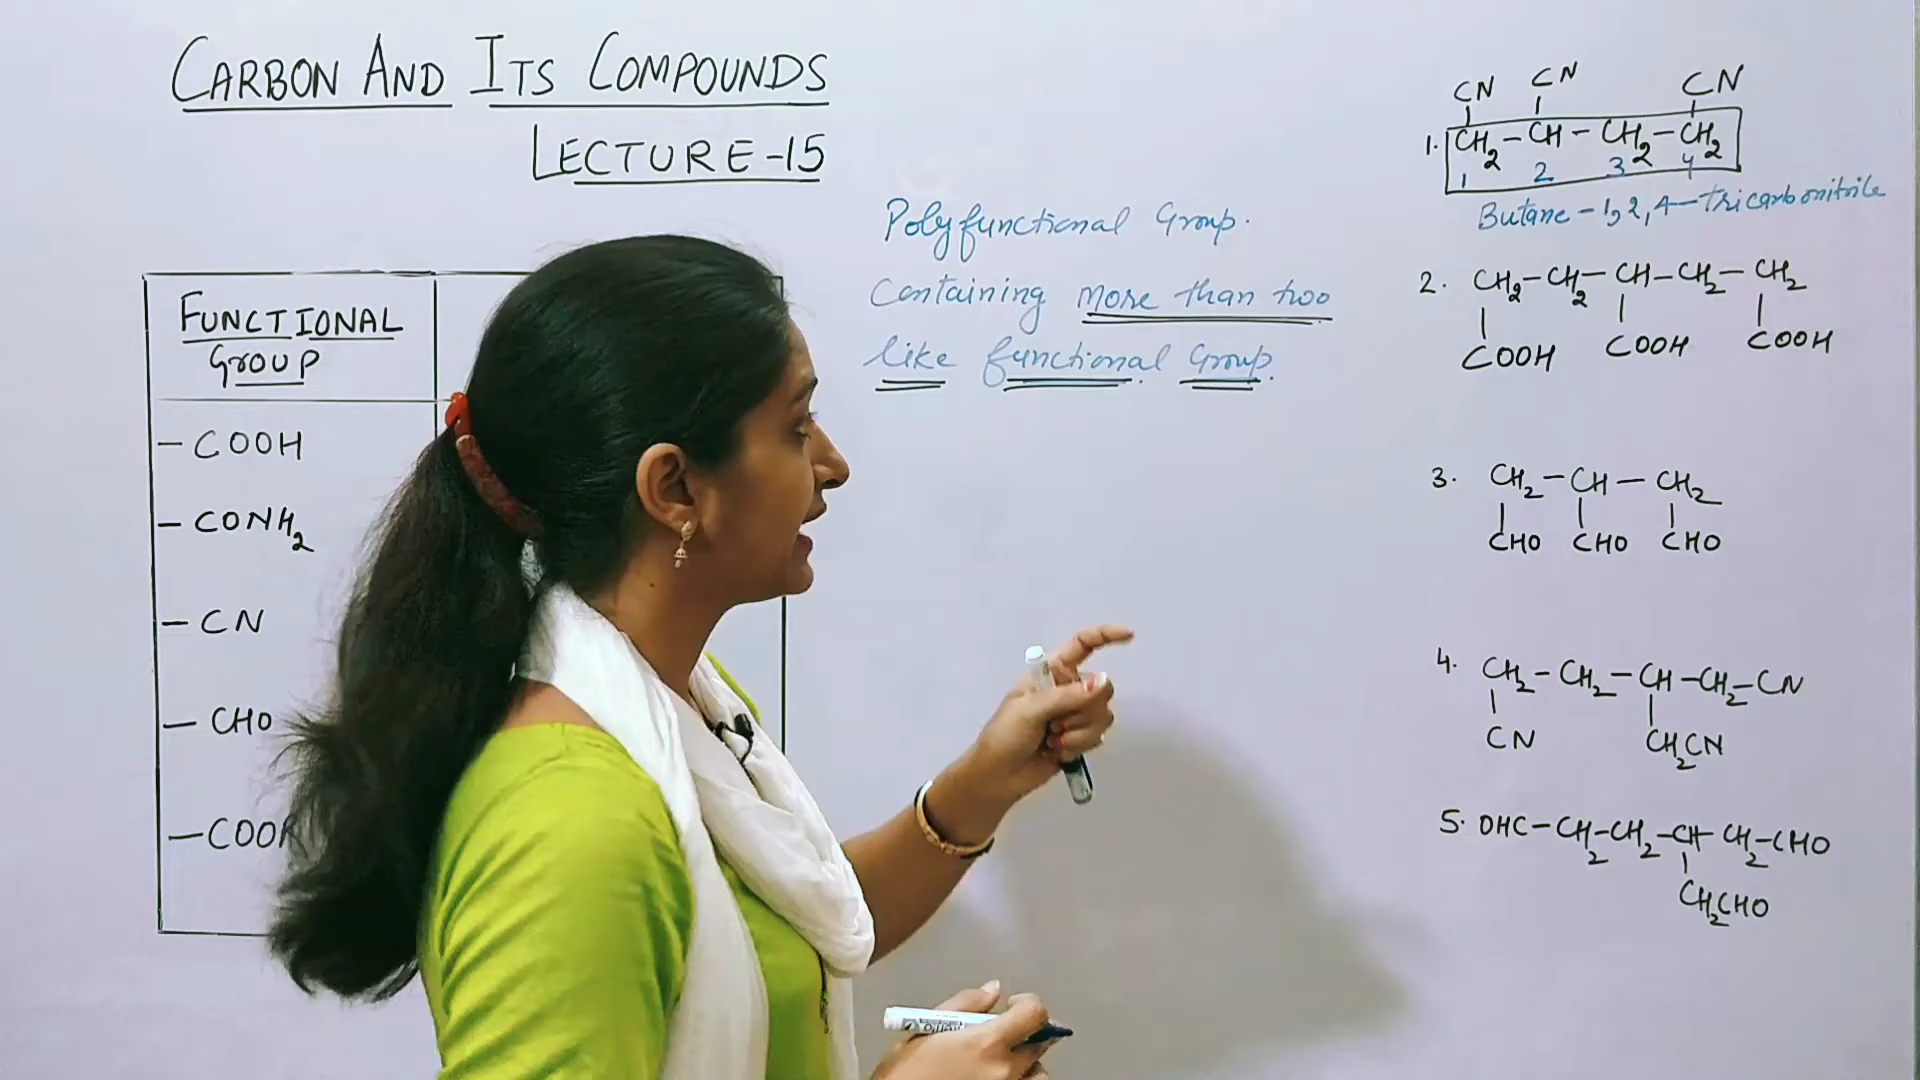 CARBON AND ITS COMPOUNDS
LECTURE-15
FUNCTIONAL
GROUP
- COOH
- CONH2
- CN
- CHO
- COOR
Polyfunctional Group.
Containing more than two
like functional Group.
CN CN CN
1. CH2 - CH - CH2 - CH2
1 2 3 4
Butane - 1,2,4 - tricarbonitrile
2. CH2 - CH2 - CH - CH2 - CH2
COOH COOH COOH
3. CH2 - CH - CH2
CHO CHO CHO
4. CH2 - CH2 - CH - CH2 - CN
CN CH2CN
5. OHC - CH2 - CH2 - CH - CH2 - CHO
CH2CHO